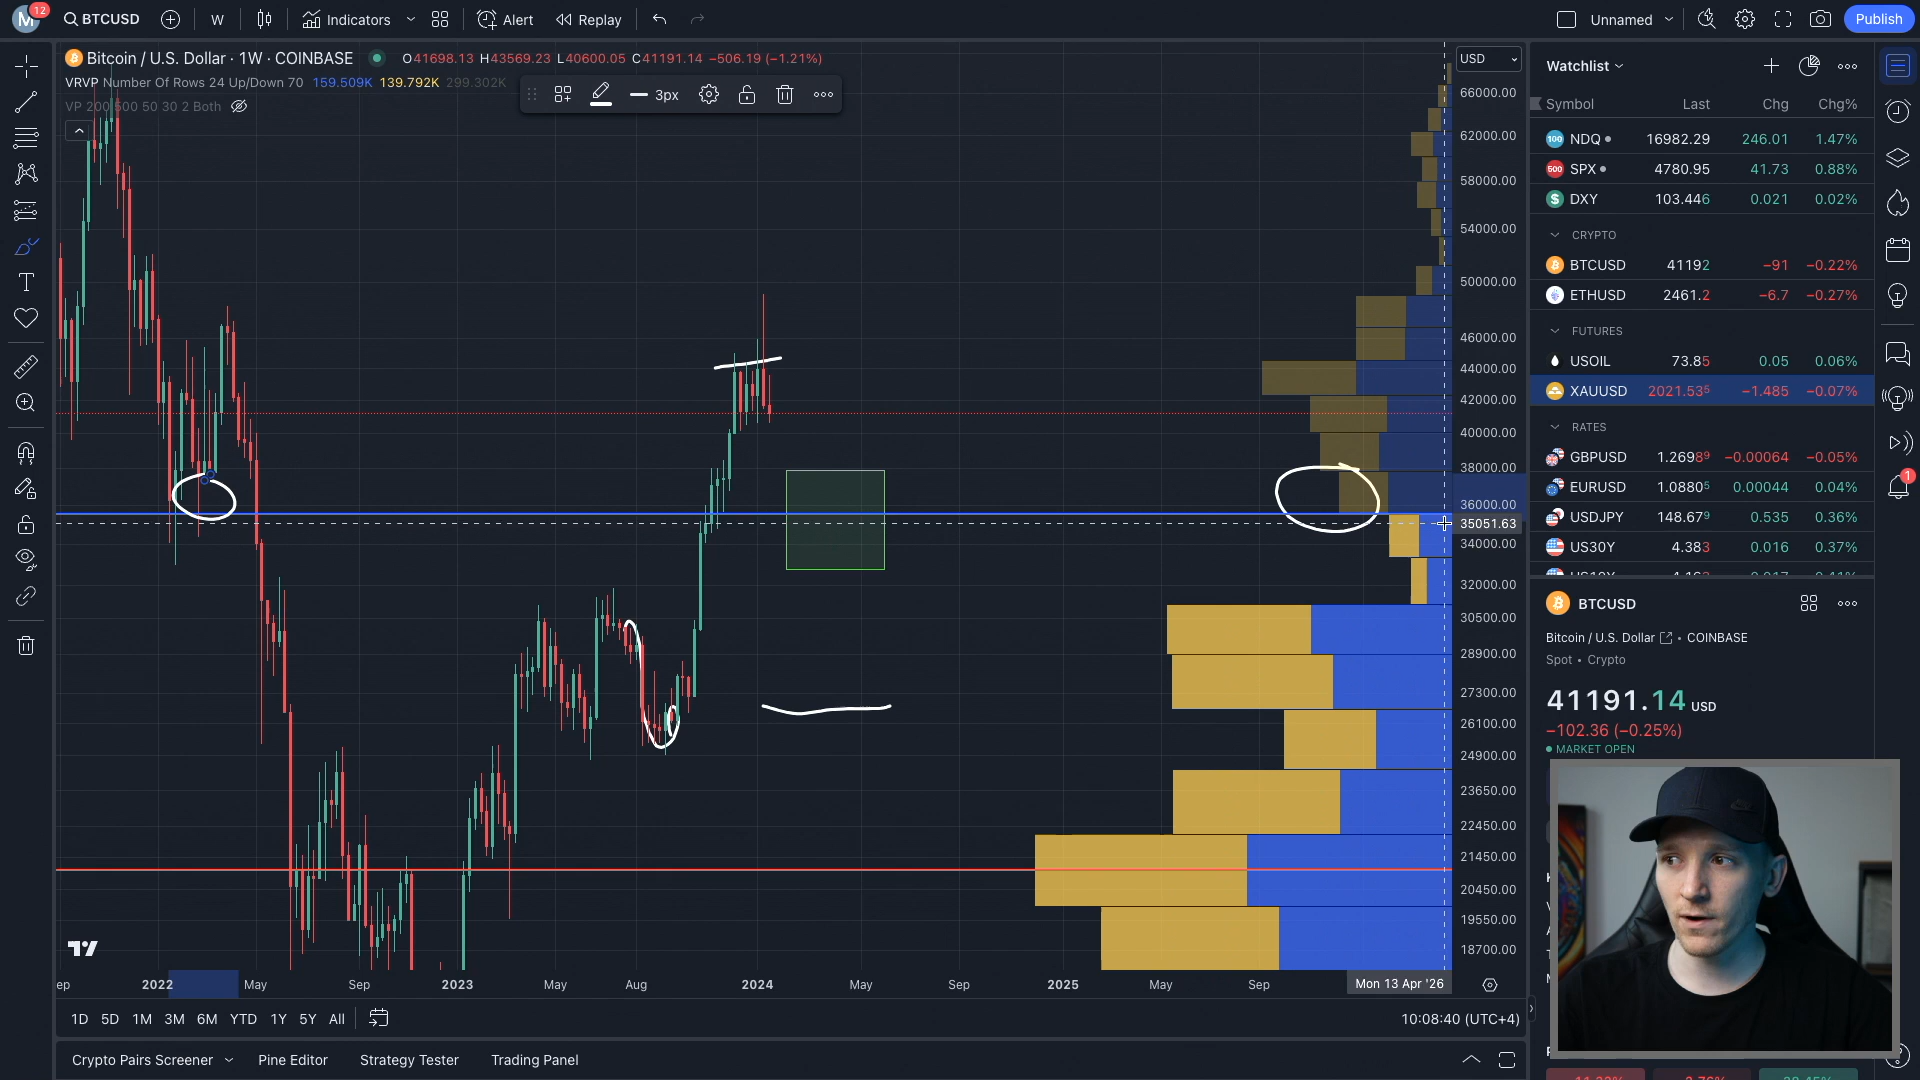 M 12 BTCUSD W Indicators Alert Replay Unnamed Publish
Bitcoin / U.S. Dollar · 1W · COINBASE O41698.13 H43569.23 L40600.05 C41191.14 −506.19 (−1.21%)
VRVP Number Of Rows 24 Up/Down 70 159.509K 139.792K 299.302K
VP 200 500 50 30 2 Both
3px
USD
66000.00
62000.00
58000.00
54000.00
50000.00
46000.00
44000.00
42000.00
40000.00
38000.00
36000.00
35051.63
34000.00
32000.00
30500.00
28900.00
27300.00
26100.00
24900.00
23650.00
22450.00
21450.00
20450.00
19550.00
18700.00
ep 2022 May Sep 2023 May Aug 2024 May Sep 2025 May Sep Mon 13 Apr '26
1D 5D 1M 3M 6M YTD 1Y 5Y All 10:08:40 (UTC+4)
Crypto Pairs Screener Pine Editor Strategy Tester Trading Panel
Watchlist
Symbol Last Chg Chg%
100 NDQ 16982.29 246.01 1.47%
500 SPX 4780.95 41.73 0.88%
$ DXY 103.446 0.021 0.02%
CRYPTO
BTCUSD 41192 −91 −0.22%
ETHUSD 2461.2 −6.7 −0.27%
FUTURES
USOIL 73.85 0.05 0.06%
XAUUSD 2021.535 −1.485 −0.07%
RATES
GBPUSD 1.26989 −0.00064 −0.05%
EURUSD 1.08805 0.00044 0.04%
USDJPY 148.679 0.535 0.36%
US30Y 4.383 0.016 0.37%
BTCUSD
Bitcoin / U.S. Dollar · COINBASE
Spot · Crypto
41191.14 USD
−102.36 (−0.25%)
MARKET OPEN
1